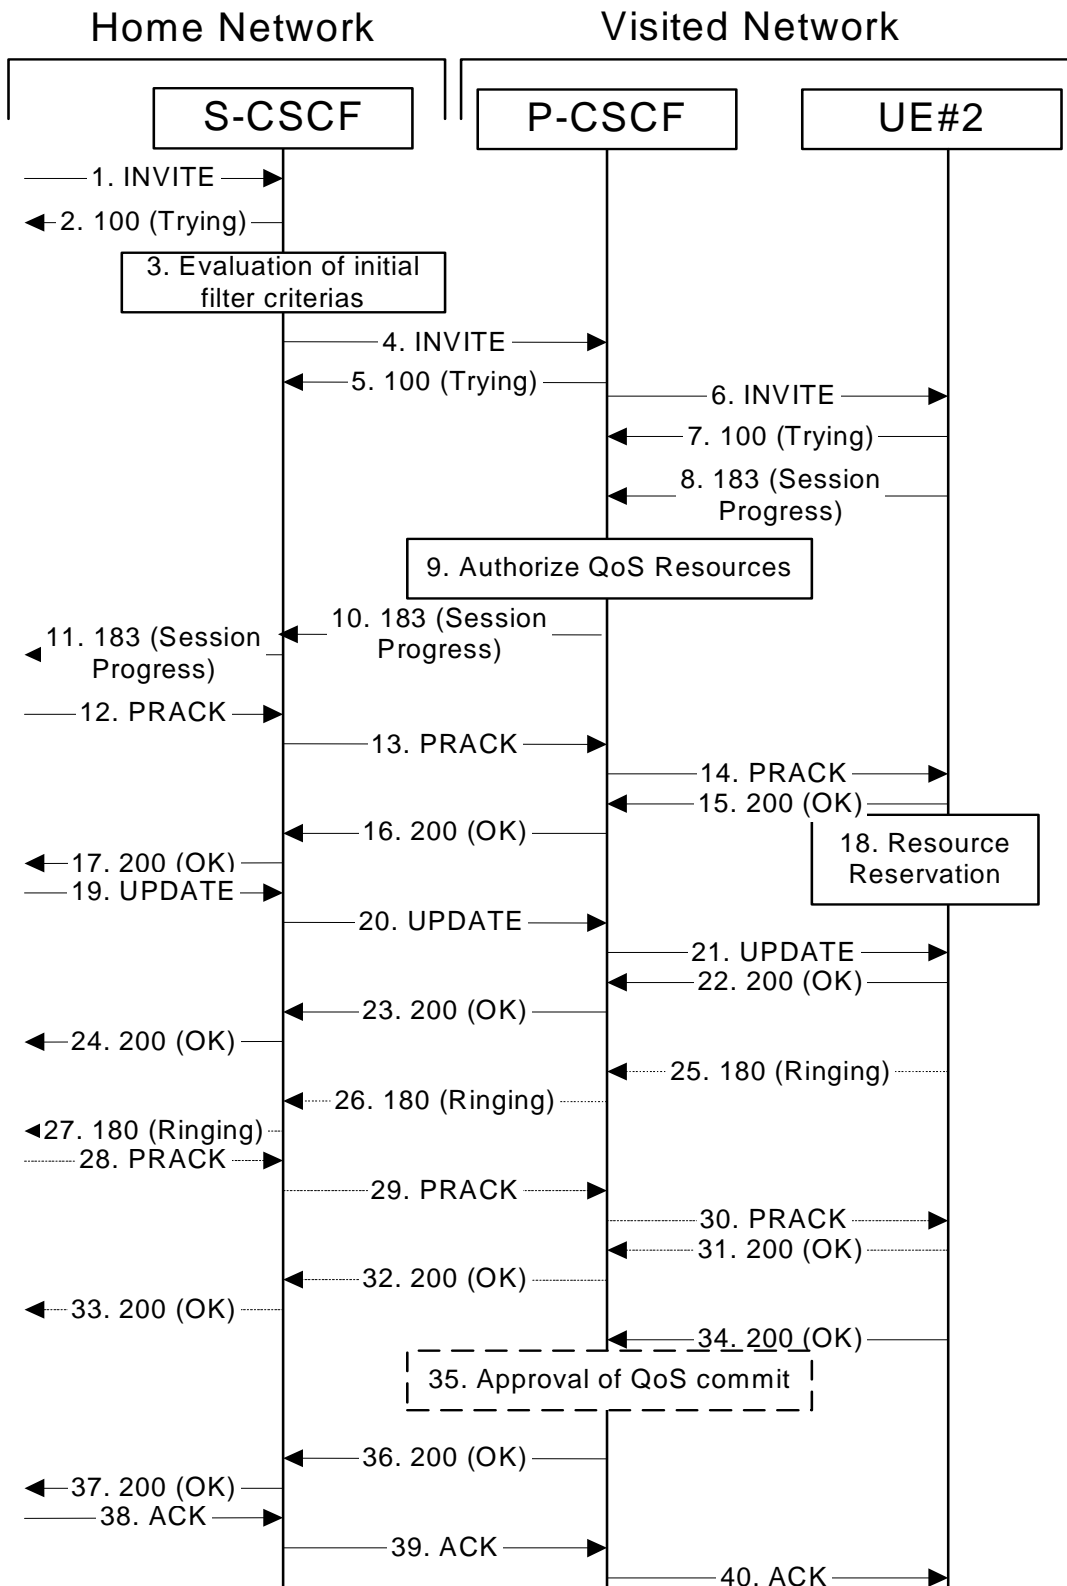 Home Network
Visited Network
S-CSCF
P-CSCF
UE#2
1. INVITE
2. 100 (Trying)
3. Evaluation of initial
filter criterias
4. INVITE
5. 100 (Trying)
6. INVITE
7. 100 (Trying)
8. 183 (Session
Progress)
9. Authorize QoS Resources
10. 183 (Session
Progress)
11. 183 (Session
Progress)
12. PRACK
13. PRACK
14. PRACK
15. 200 (OK)
16. 200 (OK)
17. 200 (OK)
18. Resource
Reservation
19. UPDATE
20. UPDATE
21. UPDATE
22. 200 (OK)
23. 200 (OK)
24. 200 (OK)
25. 180 (Ringing)
26. 180 (Ringing)
27. 180 (Ringing)
28. PRACK
29. PRACK
30. PRACK
31. 200 (OK)
32. 200 (OK)
33. 200 (OK)
34. 200 (OK)
35. Approval of QoS commit
36. 200 (OK)
37. 200 (OK)
38. ACK
39. ACK
40. ACK